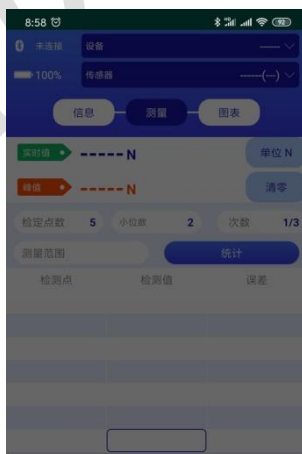 8:58 92
未连接 设备 ----
100% 传感器 ----(--)
信息 测量 图表
实时值 -----N 单位 N
峰值 -----N 清零
检定点数 5 小位数 2 次数 1/3
测量范围 统计
检测点 检测值 误差